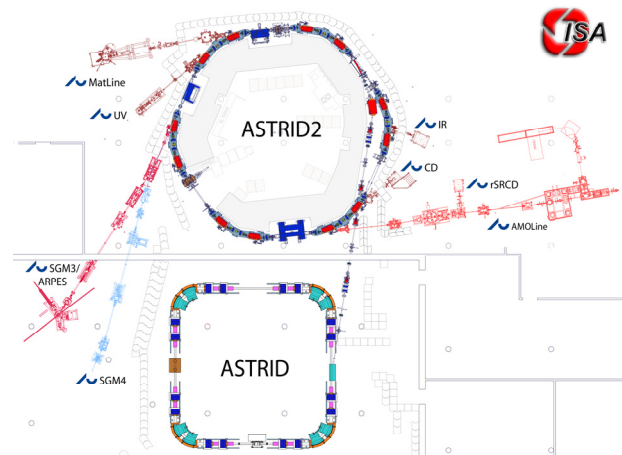 ISA
MatLine
UV
ASTRID2
IR
CD
rSRCD
AMOLine
SGM3/
ARPES
ASTRID
SGM4